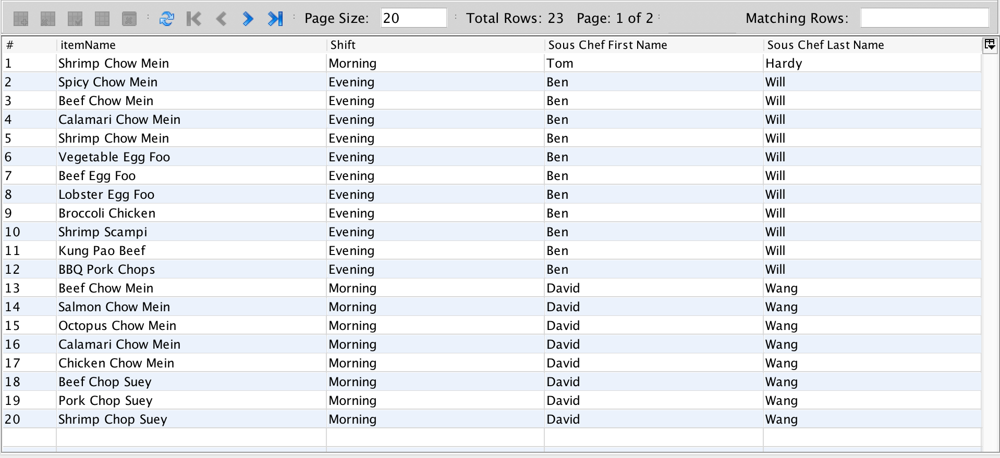 Page Size: 20 Total Rows: 23 Page: 1 of 2 Matching Rows:
# itemName Shift Sous Chef First Name Sous Chef Last Name
1 Shrimp Chow Mein Morning Tom Hardy
2 Spicy Chow Mein Evening Ben Will
3 Beef Chow Mein Evening Ben Will
4 Calamari Chow Mein Evening Ben Will
5 Shrimp Chow Mein Evening Ben Will
6 Vegetable Egg Foo Evening Ben Will
7 Beef Egg Foo Evening Ben Will
8 Lobster Egg Foo Evening Ben Will
9 Broccoli Chicken Evening Ben Will
10 Shrimp Scampi Evening Ben Will
11 Kung Pao Beef Evening Ben Will
12 BBQ Pork Chops Evening Ben Will
13 Beef Chow Mein Morning David Wang
14 Salmon Chow Mein Morning David Wang
15 Octopus Chow Mein Morning David Wang
16 Calamari Chow Mein Morning David Wang
17 Chicken Chow Mein Morning David Wang
18 Beef Chop Suey Morning David Wang
19 Pork Chop Suey Morning David Wang
20 Shrimp Chop Suey Morning David Wang